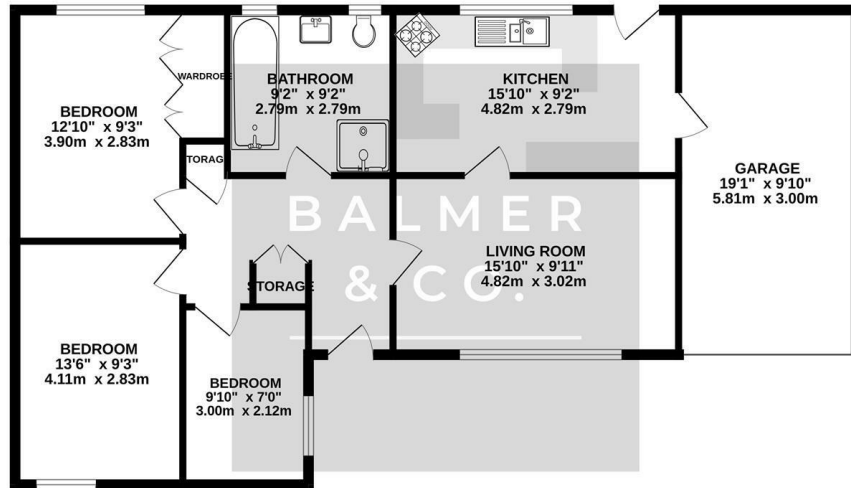 WARDROBE
BATHROOM
9'2" x 9'2"
2.79m x 2.79m
KITCHEN
15'10" x 9'2"
4.82m x 2.79m
BEDROOM
12'10" x 9'3"
3.90m x 2.83m
TORAG
GARAGE
19'1" x 9'10"
5.81m x 3.00m
BALMER
& CO.
LIVING ROOM
15'10" x 9'11"
4.82m x 3.02m
STORAGE
BEDROOM
13'6" x 9'3"
4.11m x 2.83m
BEDROOM
9'10" x 7'0"
3.00m x 2.12m